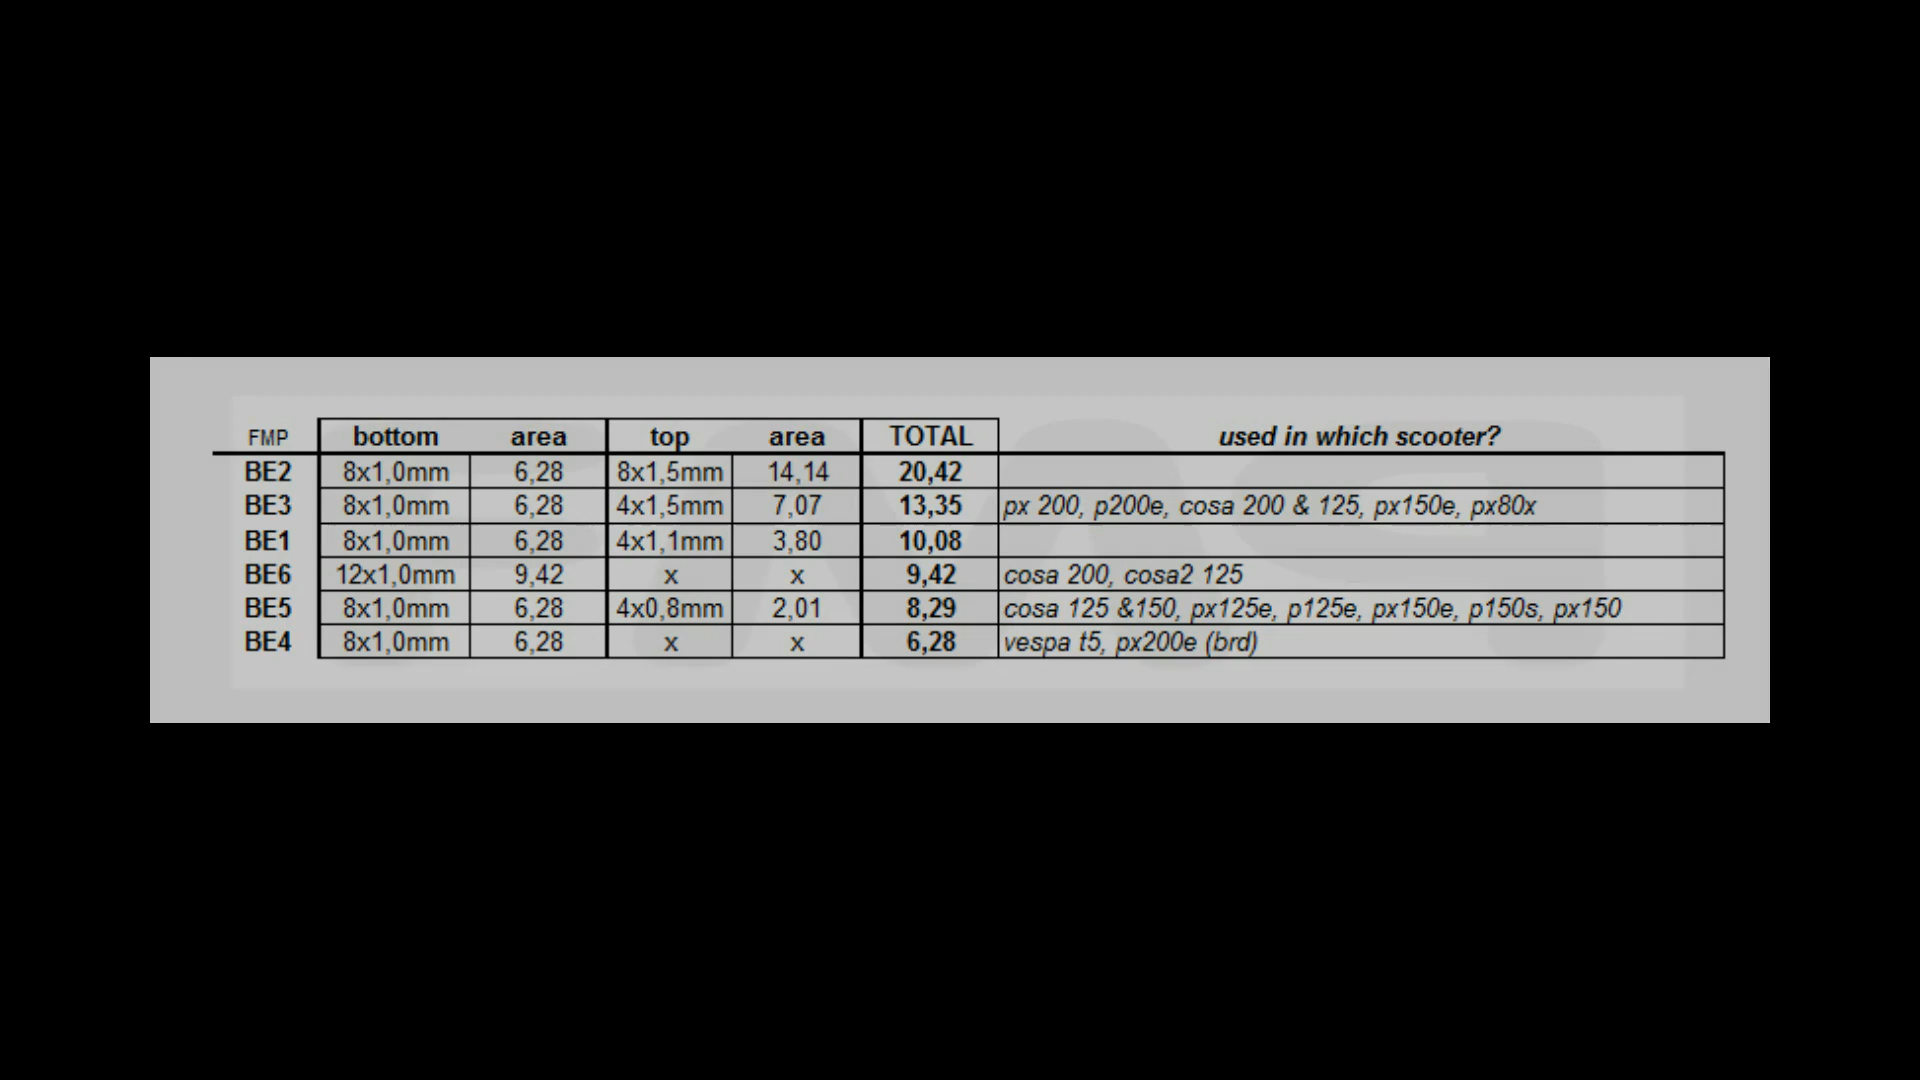 FMP bottom area top area TOTAL used in which scooter?
BE2 8x1,0mm 6,28 8x1,5mm 14,14 20,42
BE3 8x1,0mm 6,28 4x1,5mm 7,07 13,35 px 200, p200e, cosa 200 & 125, px150e, px80x
BE1 8x1,0mm 6,28 4x1,1mm 3,80 10,08
BE6 12x1,0mm 9,42 x x 9,42 cosa 200, cosa2 125
BE5 8x1,0mm 6,28 4x0,8mm 2,01 8,29 cosa 125 &150, px125e, p125e, px150e, p150s, px150
BE4 8x1,0mm 6,28 x x 6,28 vespa t5, px200e (brd)